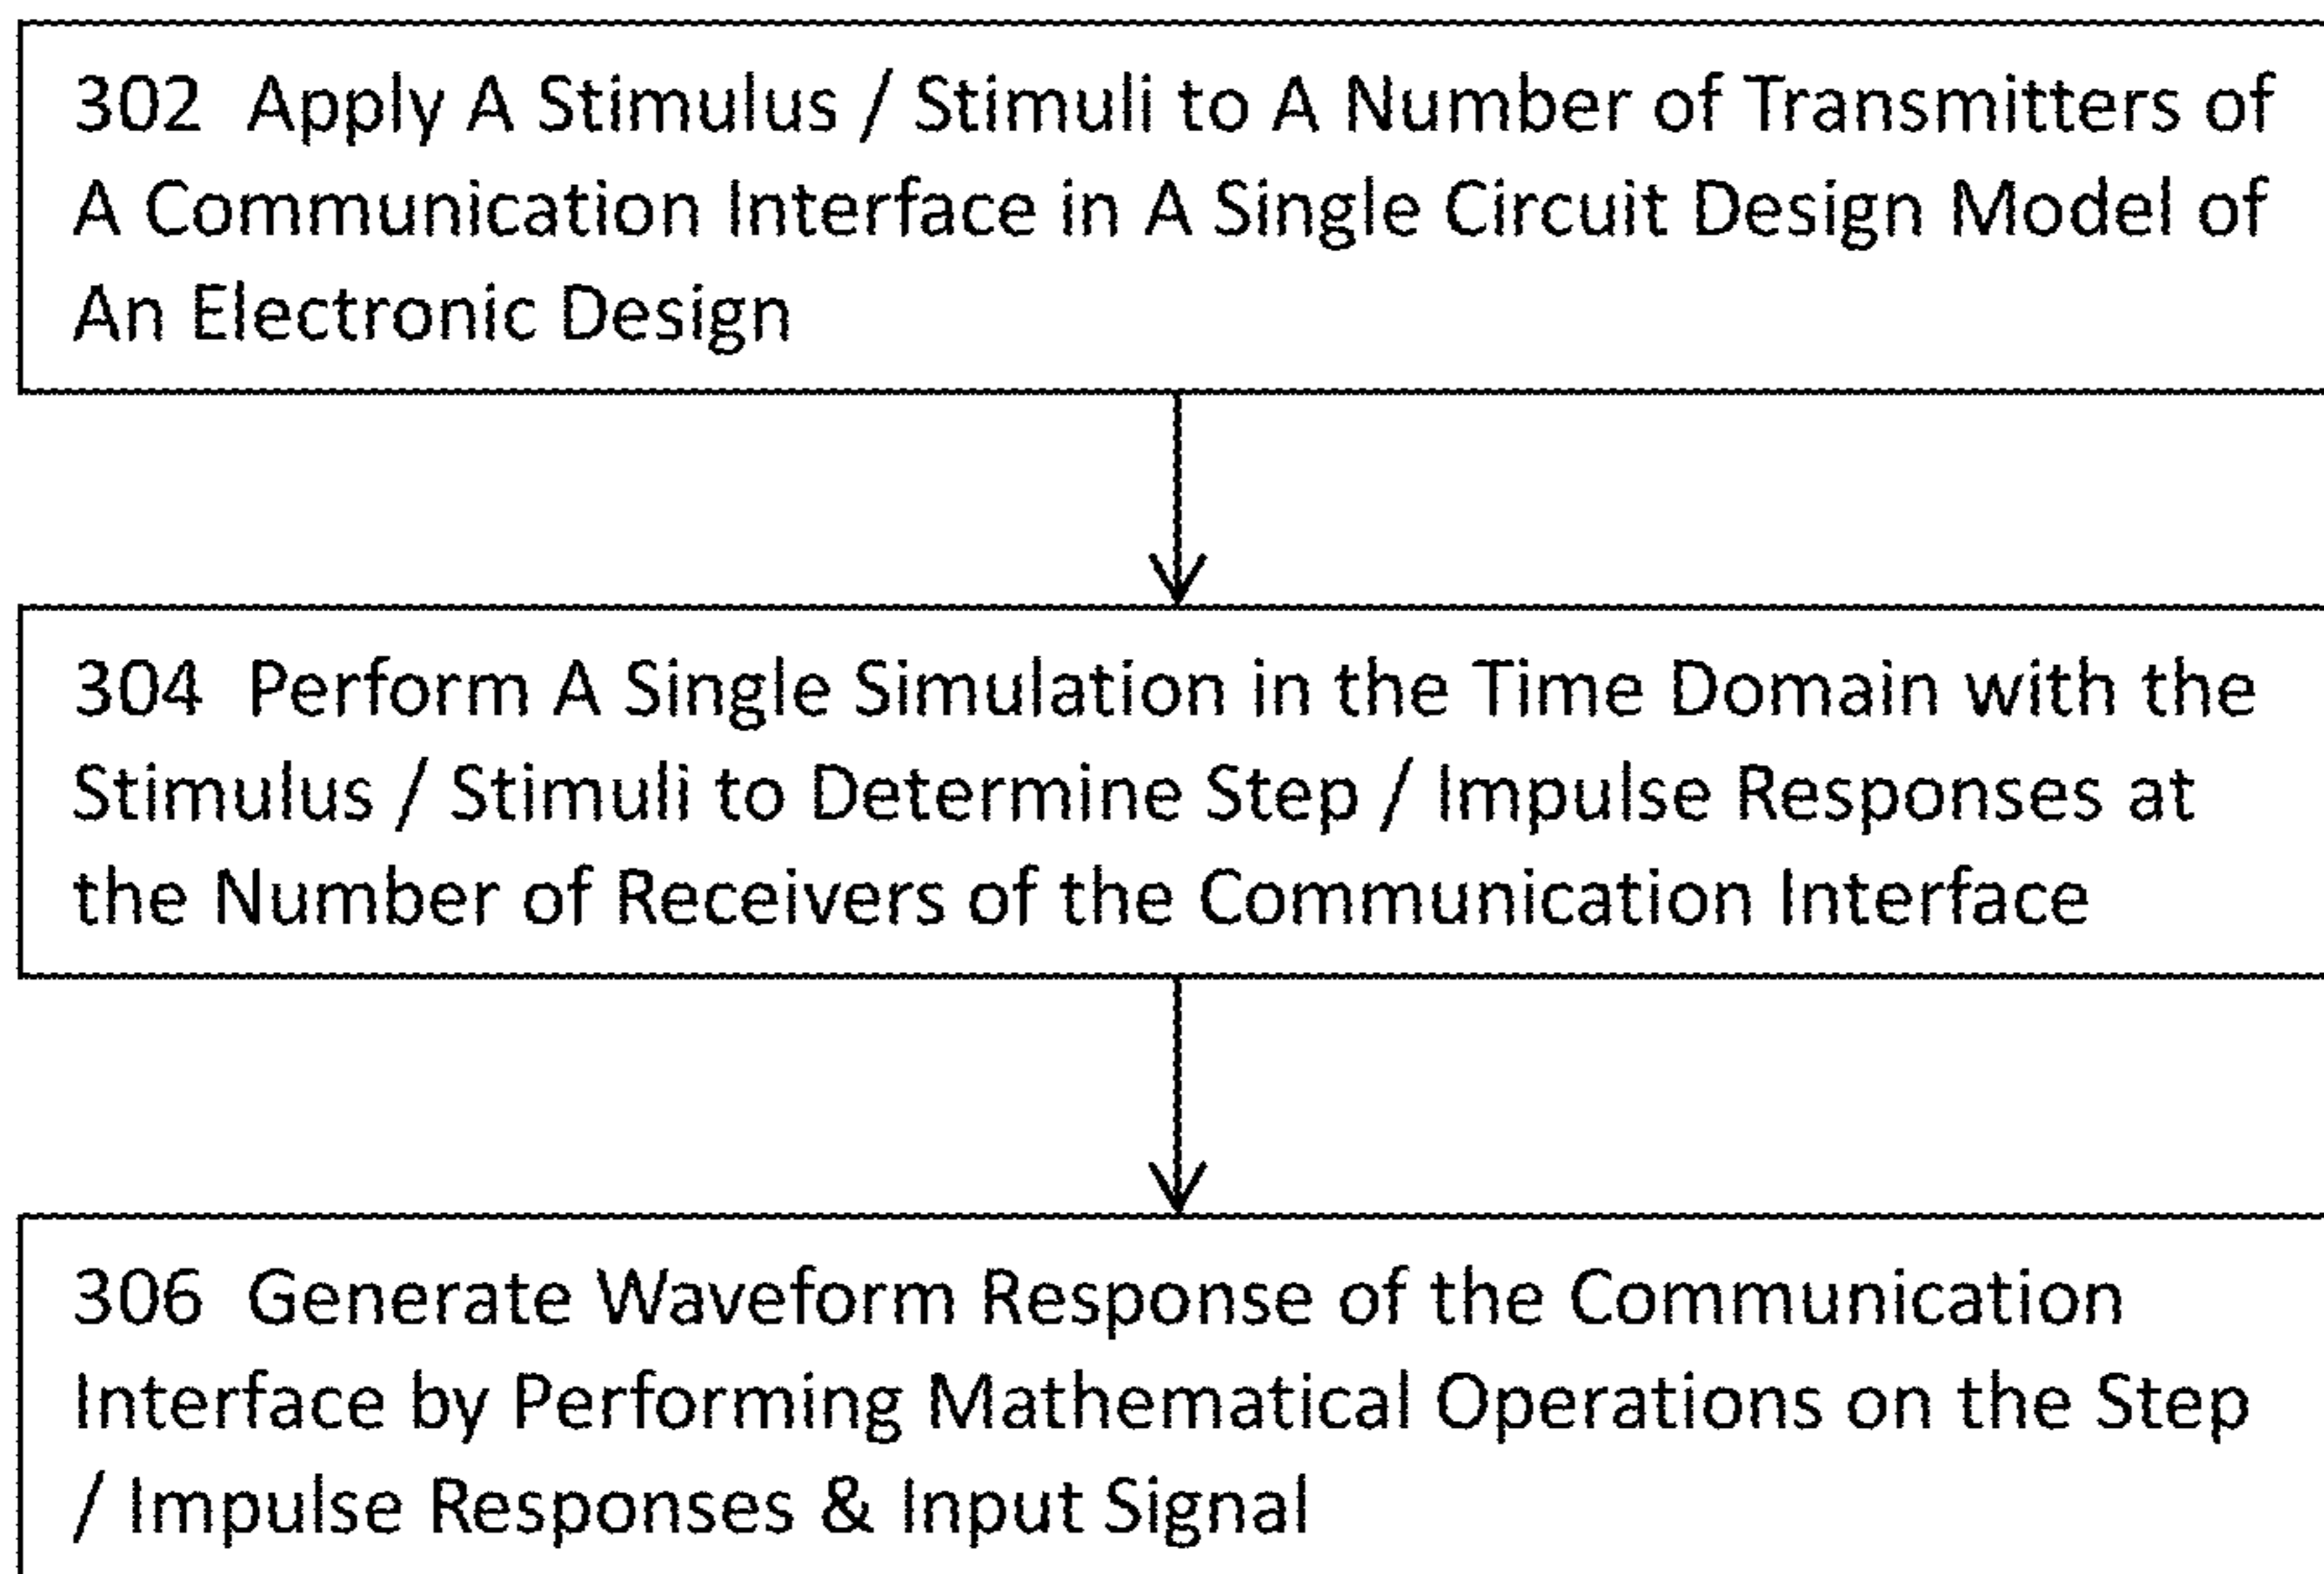 302 Apply A Stimulus / Stimuli to A Number of Transmitters of
A Communication Interface in A Single Circuit Design Model of
An Electronic Design
304 Perform A Single Simulation in the Time Domain with the
Stimulus / Stimuli to Determine Step / Impulse Responses at
the Number of Receivers of the Communication Interface
306 Generate Waveform Response of the Communication
Interface by Performing Mathematical Operations on the Step
/ Impulse Responses & Input Signal